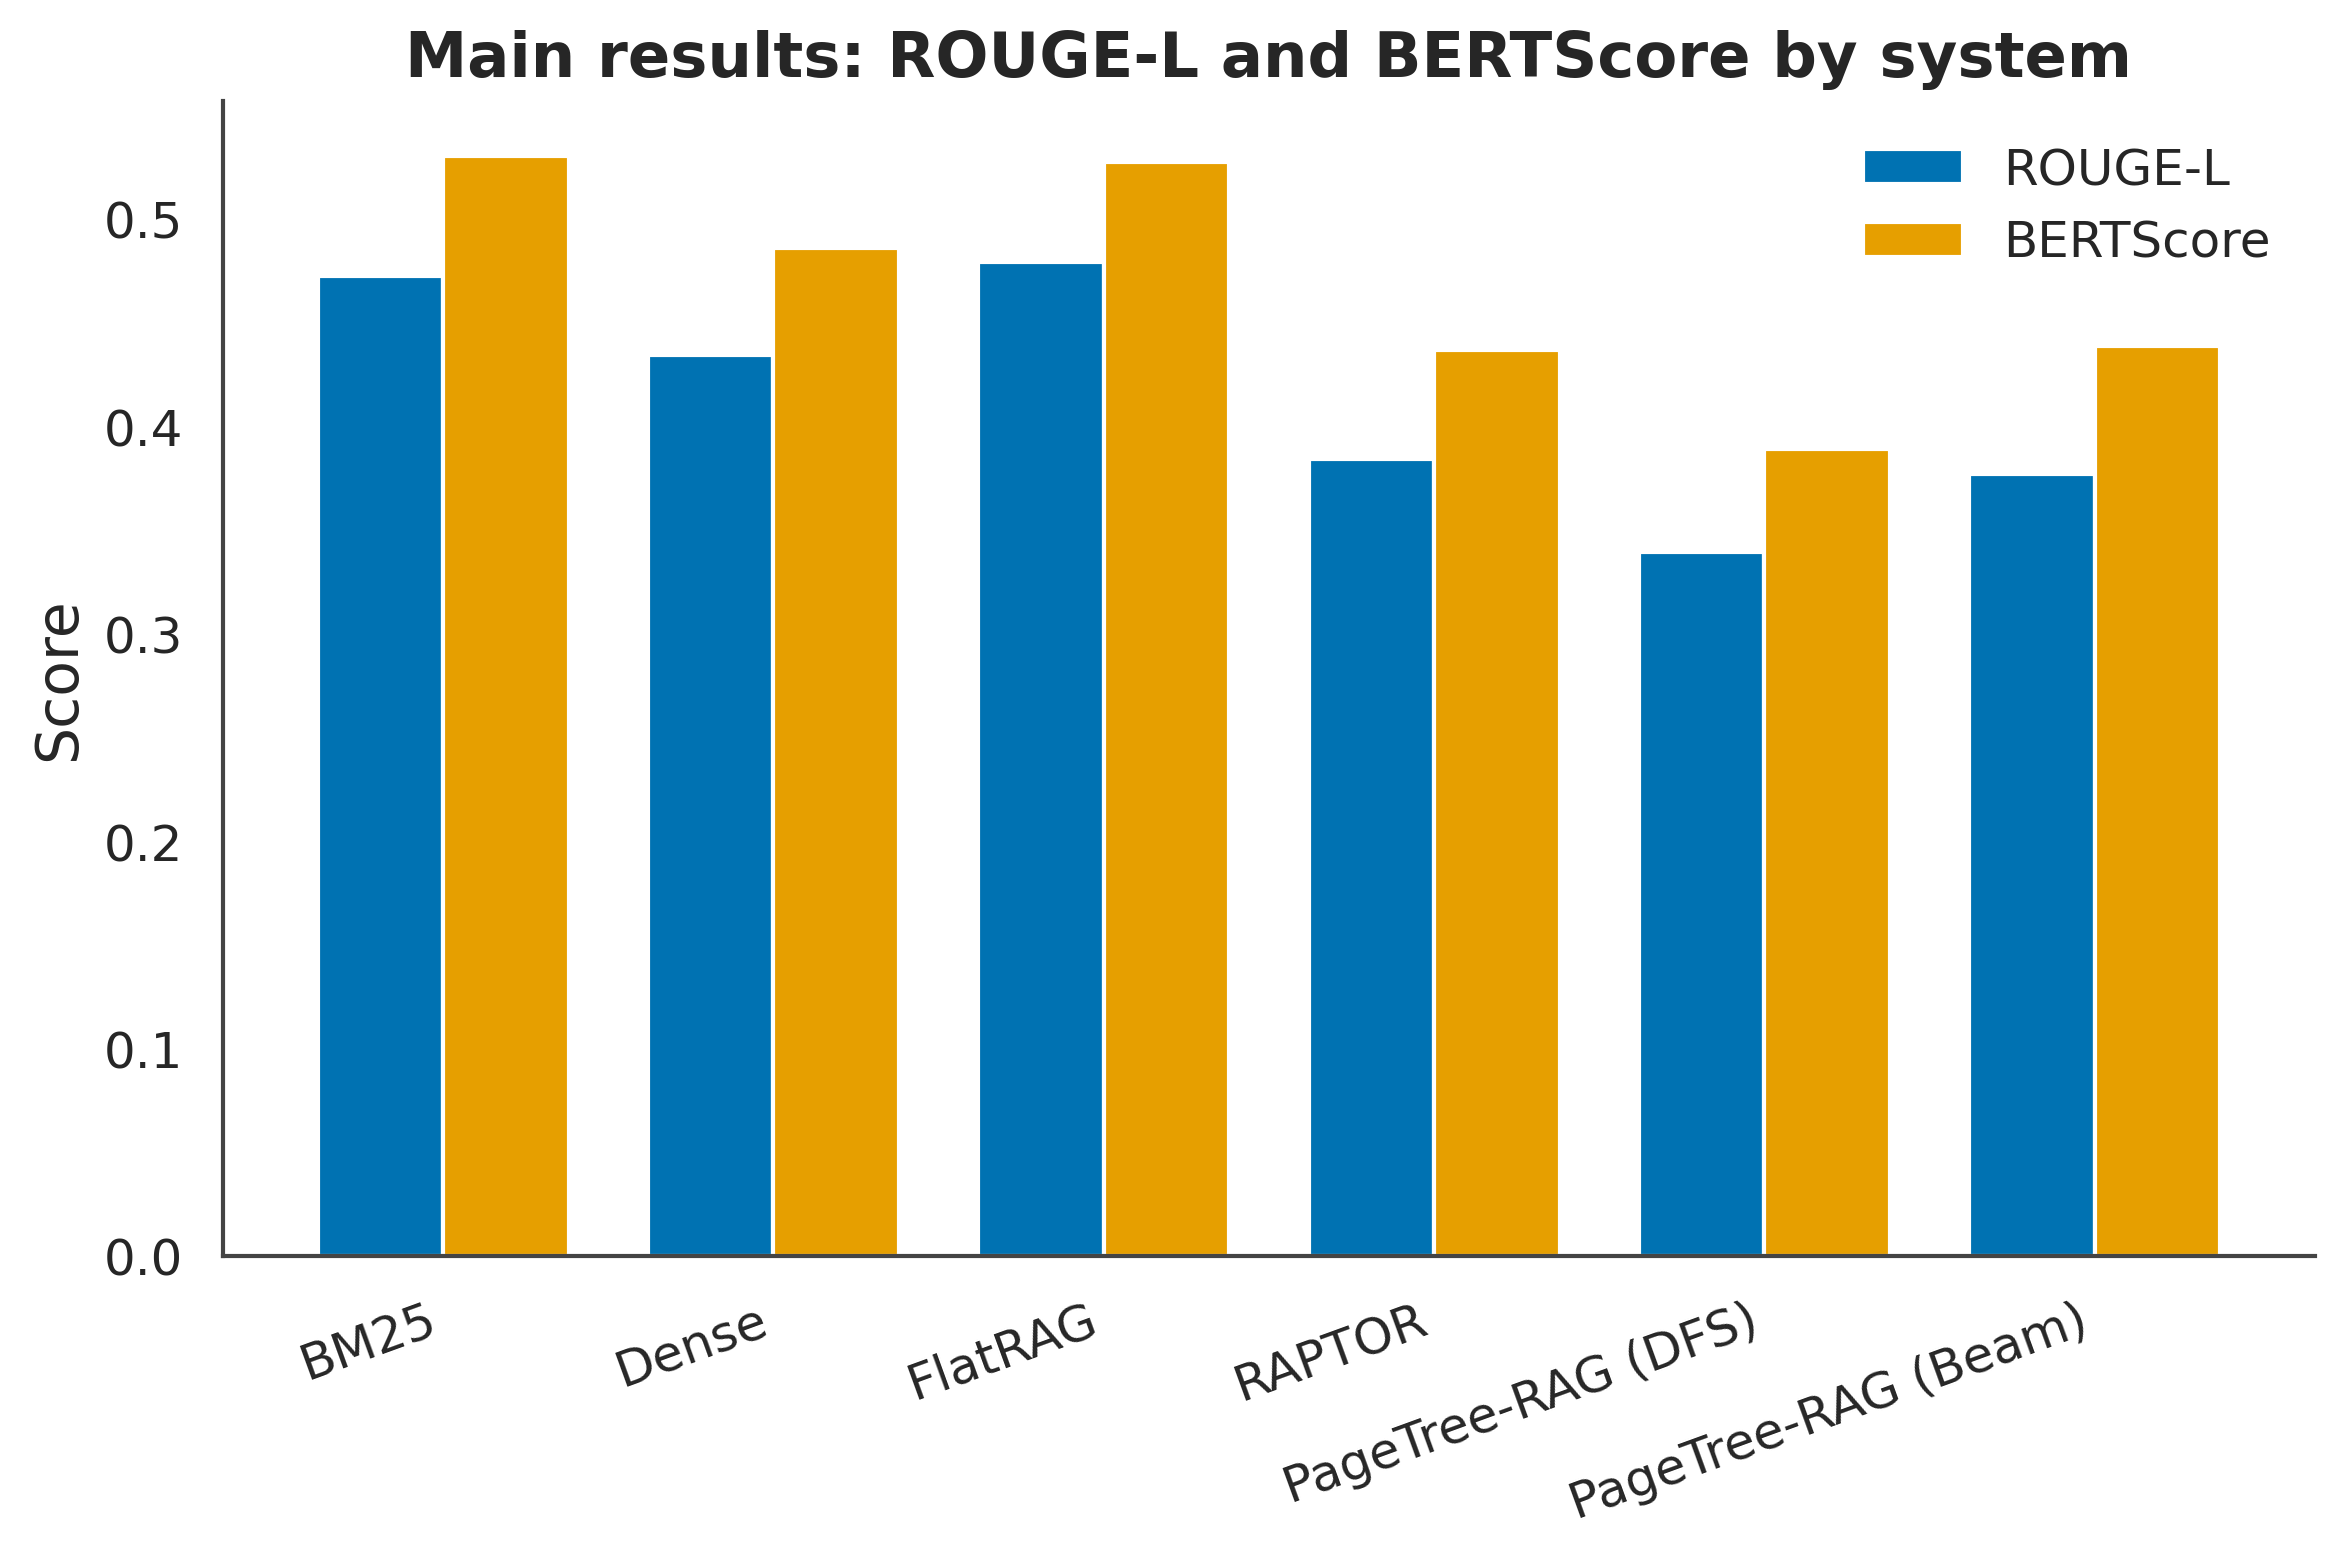 Main results: ROUGE-L and BERTScore by system
ROUGE-L
BERTScore
Score
0.5
0.4
0.3
0.2
0.1
0.0
BM25
Dense
FlatRAG
RAPTOR
PageTree-RAG (DFS)
PageTree-RAG (Beam)